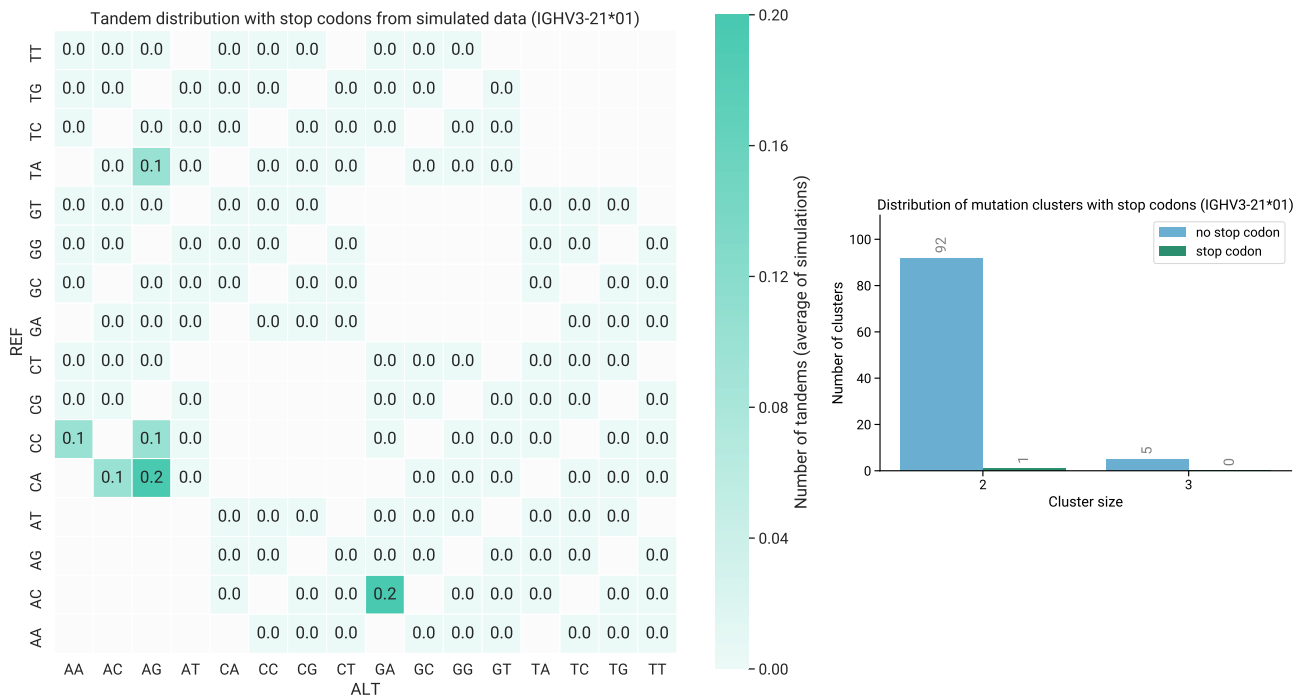 Tandem distribution with stop codons from simulated data (IGHV3-21*01)
TT 0.0 0.0 0.0 0.0 0.0 0.0 0.0 0.0 0.0
TG 0.0 0.0 0.0 0.0 0.0 0.0 0.0 0.0 0.0
TC 0.0 0.0 0.0 0.0 0.0 0.0 0.0 0.0 0.0
TA 0.0 0.1 0.0 0.0 0.0 0.0 0.0 0.0 0.0
GT 0.0 0.0 0.0 0.0 0.0 0.0 0.0 0.0 0.0
GG 0.0 0.0 0.0 0.0 0.0 0.0 0.0 0.0 0.0
GC 0.0 0.0 0.0 0.0 0.0 0.0 0.0 0.0 0.0
GA 0.0 0.0 0.0 0.0 0.0 0.0 0.0 0.0 0.0
CT 0.0 0.0 0.0 0.0 0.0 0.0 0.0 0.0 0.0
CG 0.0 0.0 0.0 0.0 0.0 0.0 0.0 0.0 0.0
CC 0.1 0.1 0.0 0.0 0.0 0.0 0.0 0.0 0.0
CA 0.1 0.2 0.0 0.0 0.0 0.0 0.0 0.0 0.0
AT 0.0 0.0 0.0 0.0 0.0 0.0 0.0 0.0 0.0
AG 0.0 0.0 0.0 0.0 0.0 0.0 0.0 0.0 0.0
AC 0.0 0.0 0.0 0.2 0.0 0.0 0.0 0.0 0.0
AA 0.0 0.0 0.0 0.0 0.0 0.0 0.0 0.0 0.0
REF
AA AC AG AT CA CC CG CT GA GC GG GT TA TC TG TT
ALT
0.20
0.16
0.12
0.08
0.04
0.00
Number of tandems (average of simulations)
Distribution of mutation clusters with stop codons (IGHV3-21*01)
no stop codon
stop codon
100
80
60
40
20
0
Number of clusters
92
1
5
0
2 3
Cluster size